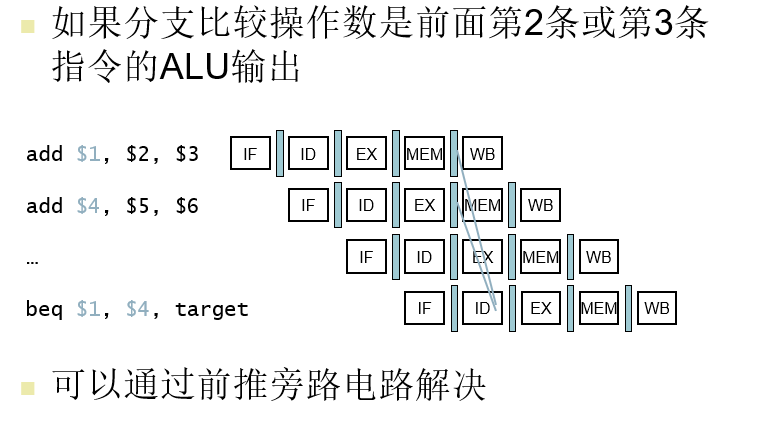 如果分支比较操作数是前面第2条或第3条
指令的ALU输出
add $1, $2, $3 IF ID EX MEM WB
add $4, $5, $6 IF ID EX MEM WB
… IF ID EX MEM WB
beq $1, $4, target IF ID EX MEM WB
可以通过前推旁路电路解决